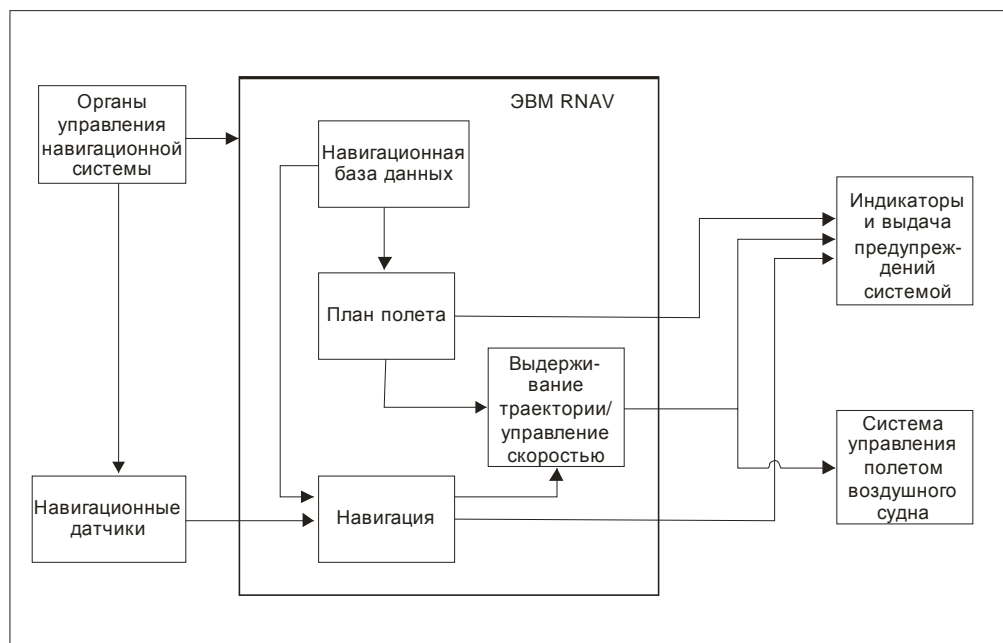 ЭВМ RNAV
Органы
управления
навигационной
системы
Навигационная
база данных
Индикаторы
и выдача
предупреж-
дений
системой
План полета
Выдержи-
вание
траектории/
управление
скоростью
Система
управления
полетом
воздушного
судна
Навигационные
датчики
Навигация